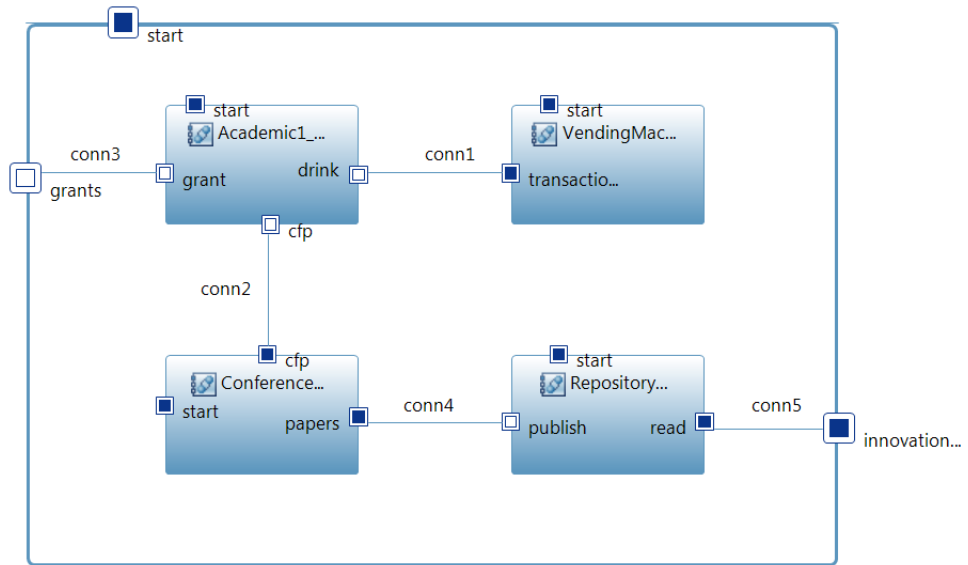 start
start
Academic1_...
start
VendingMac...
conn3
grant
drink
conn1
transactio...
grants
cfp
conn2
cfp
Conference...
start
papers
conn4
start
Repository...
publish
read
conn5
innovation...